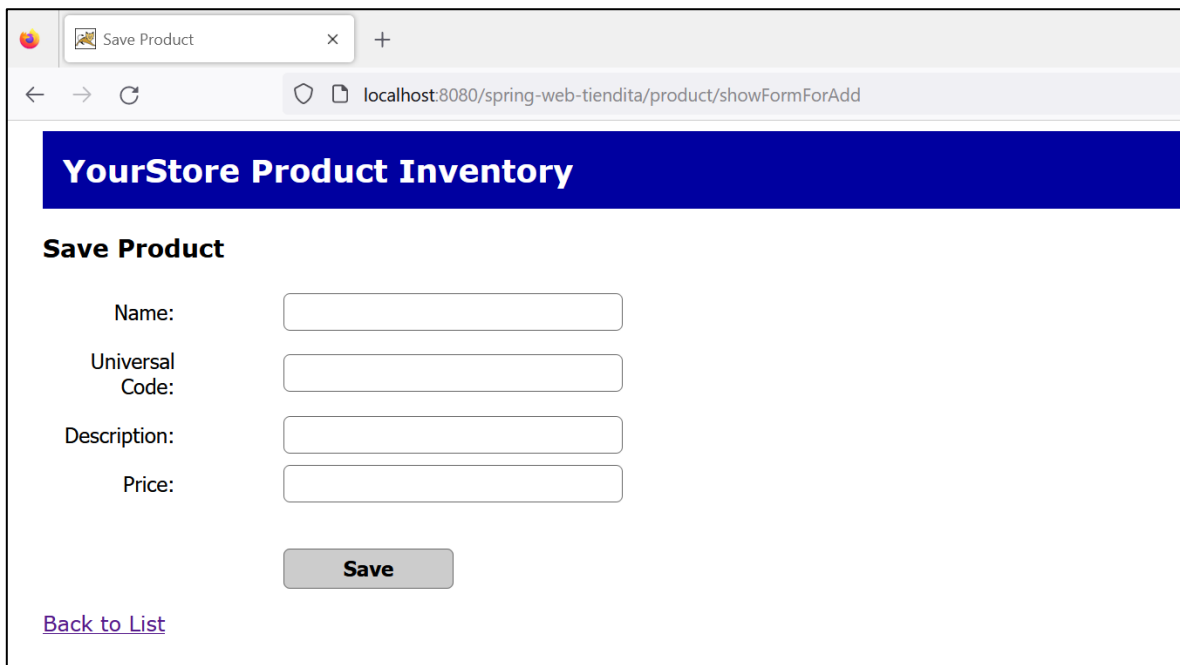 Save Product
localhost:8080/spring-web-tiendita/product/showFormForAdd
YourStore Product Inventory
Save Product
Name:
Universal
Code:
Description:
Price:
Save
Back to List